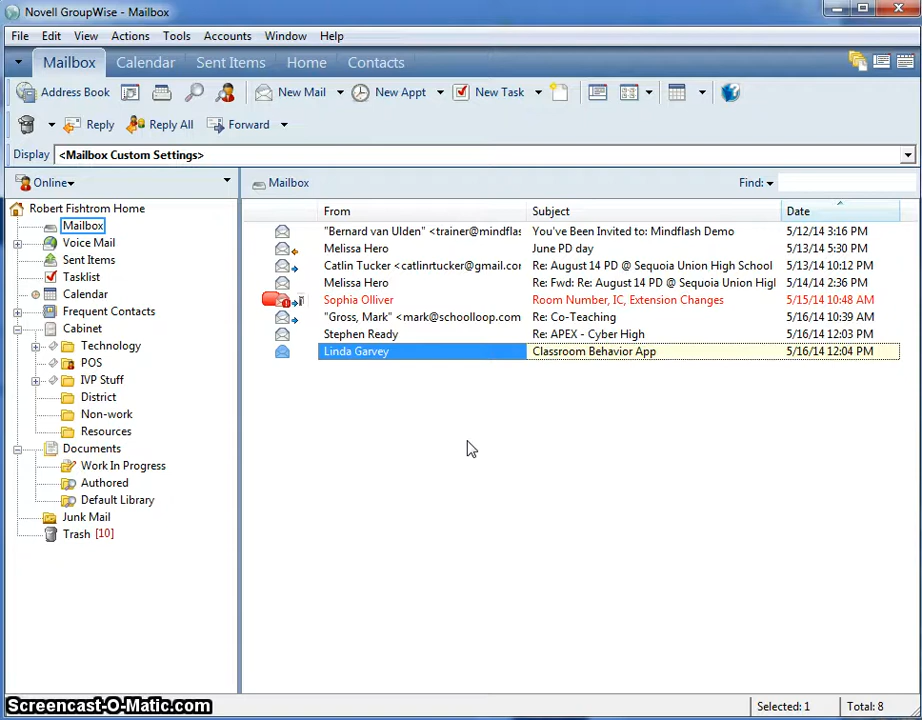 Novell GroupWise - Mailbox
File Edit View Actions Tools Accounts Window Help
Mailbox Calendar Sent Items Home Contacts
Address Book New Mail New Appt New Task
Reply Reply All Forward
Display <Mailbox Custom Settings>
Online
Mailbox Find:
Robert Fishtrom Home
Mailbox
Voice Mail
Sent Items
Tasklist
Calendar
Frequent Contacts
Cabinet
Technology
POS
IVP Stuff
District
Non-work
Resources
Documents
Work In Progress
Authored
Default Library
Junk Mail
Trash [10]
From Subject Date
"Bernard van Ulden" <trainer@mindflas You've Been Invited to: Mindflash Demo 5/12/14 3:16 PM
Melissa Hero June PD day 5/13/14 5:30 PM
Catlin Tucker <catlinrtucker@gmail.cor Re: August 14 PD @ Sequoia Union High School 5/13/14 10:12 PM
Melissa Hero Re: Fwd: Re: August 14 PD @ Sequoia Union High 5/14/14 2:36 PM
Sophia Olliver Room Number, IC, Extension Changes 5/15/14 10:48 AM
"Gross, Mark" <mark@schoolloop.com Re: Co-Teaching 5/16/14 10:39 AM
Stephen Ready Re: APEX - Cyber High 5/16/14 12:03 PM
Linda Garvey Classroom Behavior App 5/16/14 12:04 PM
Screencast-O-Matic.com
Selected: 1 Total: 8